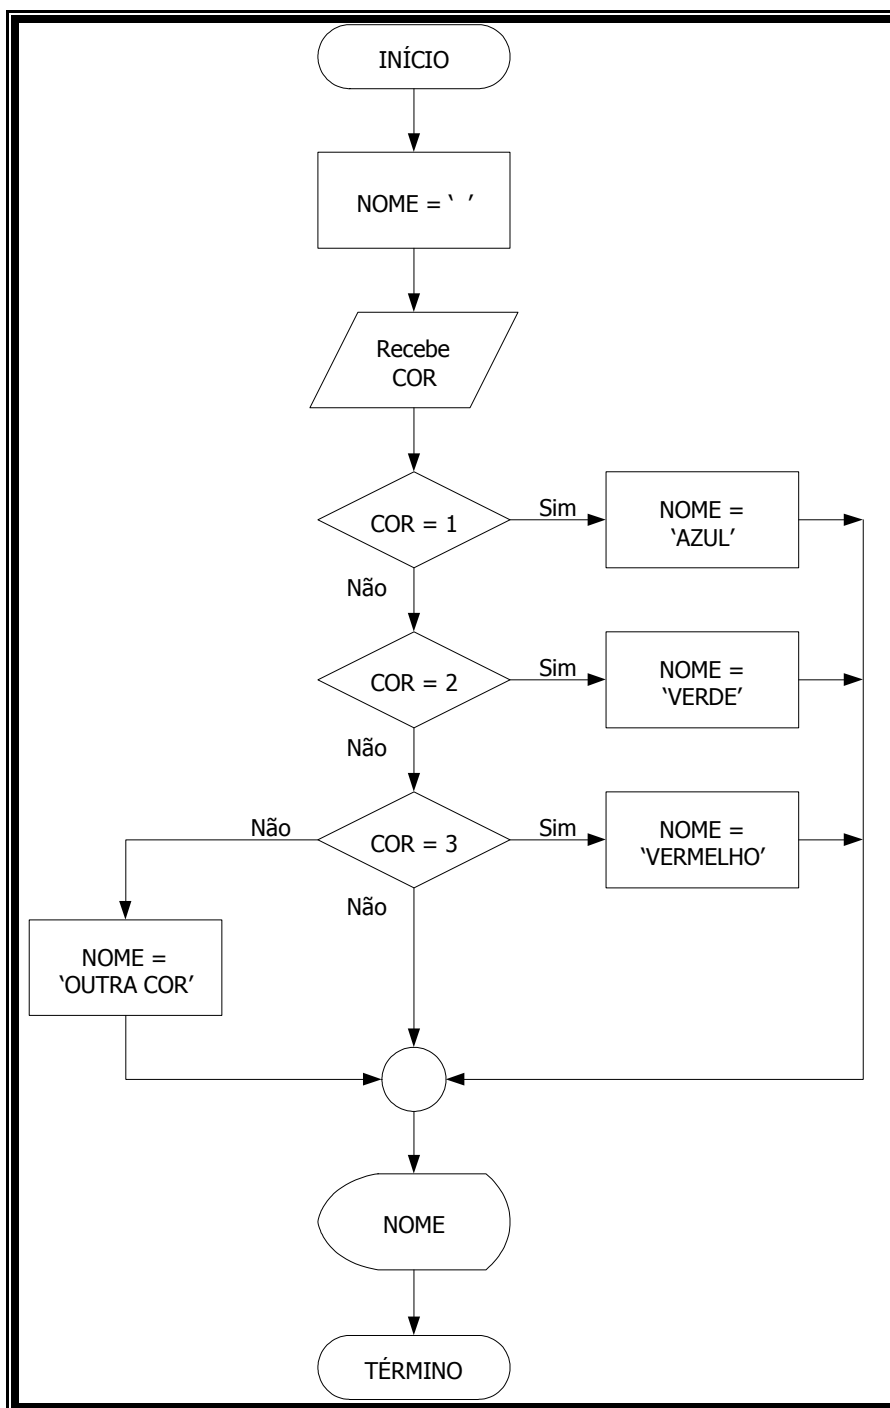 INÍCIO
NOME = ‘ ’
Recebe
COR
COR = 1
Sim
NOME =
‘AZUL’
Não
COR = 2
Sim
NOME =
‘VERDE’
Não
Não
COR = 3
Sim
NOME =
‘VERMELHO’
Não
NOME =
‘OUTRA COR’
NOME
TÉRMINO